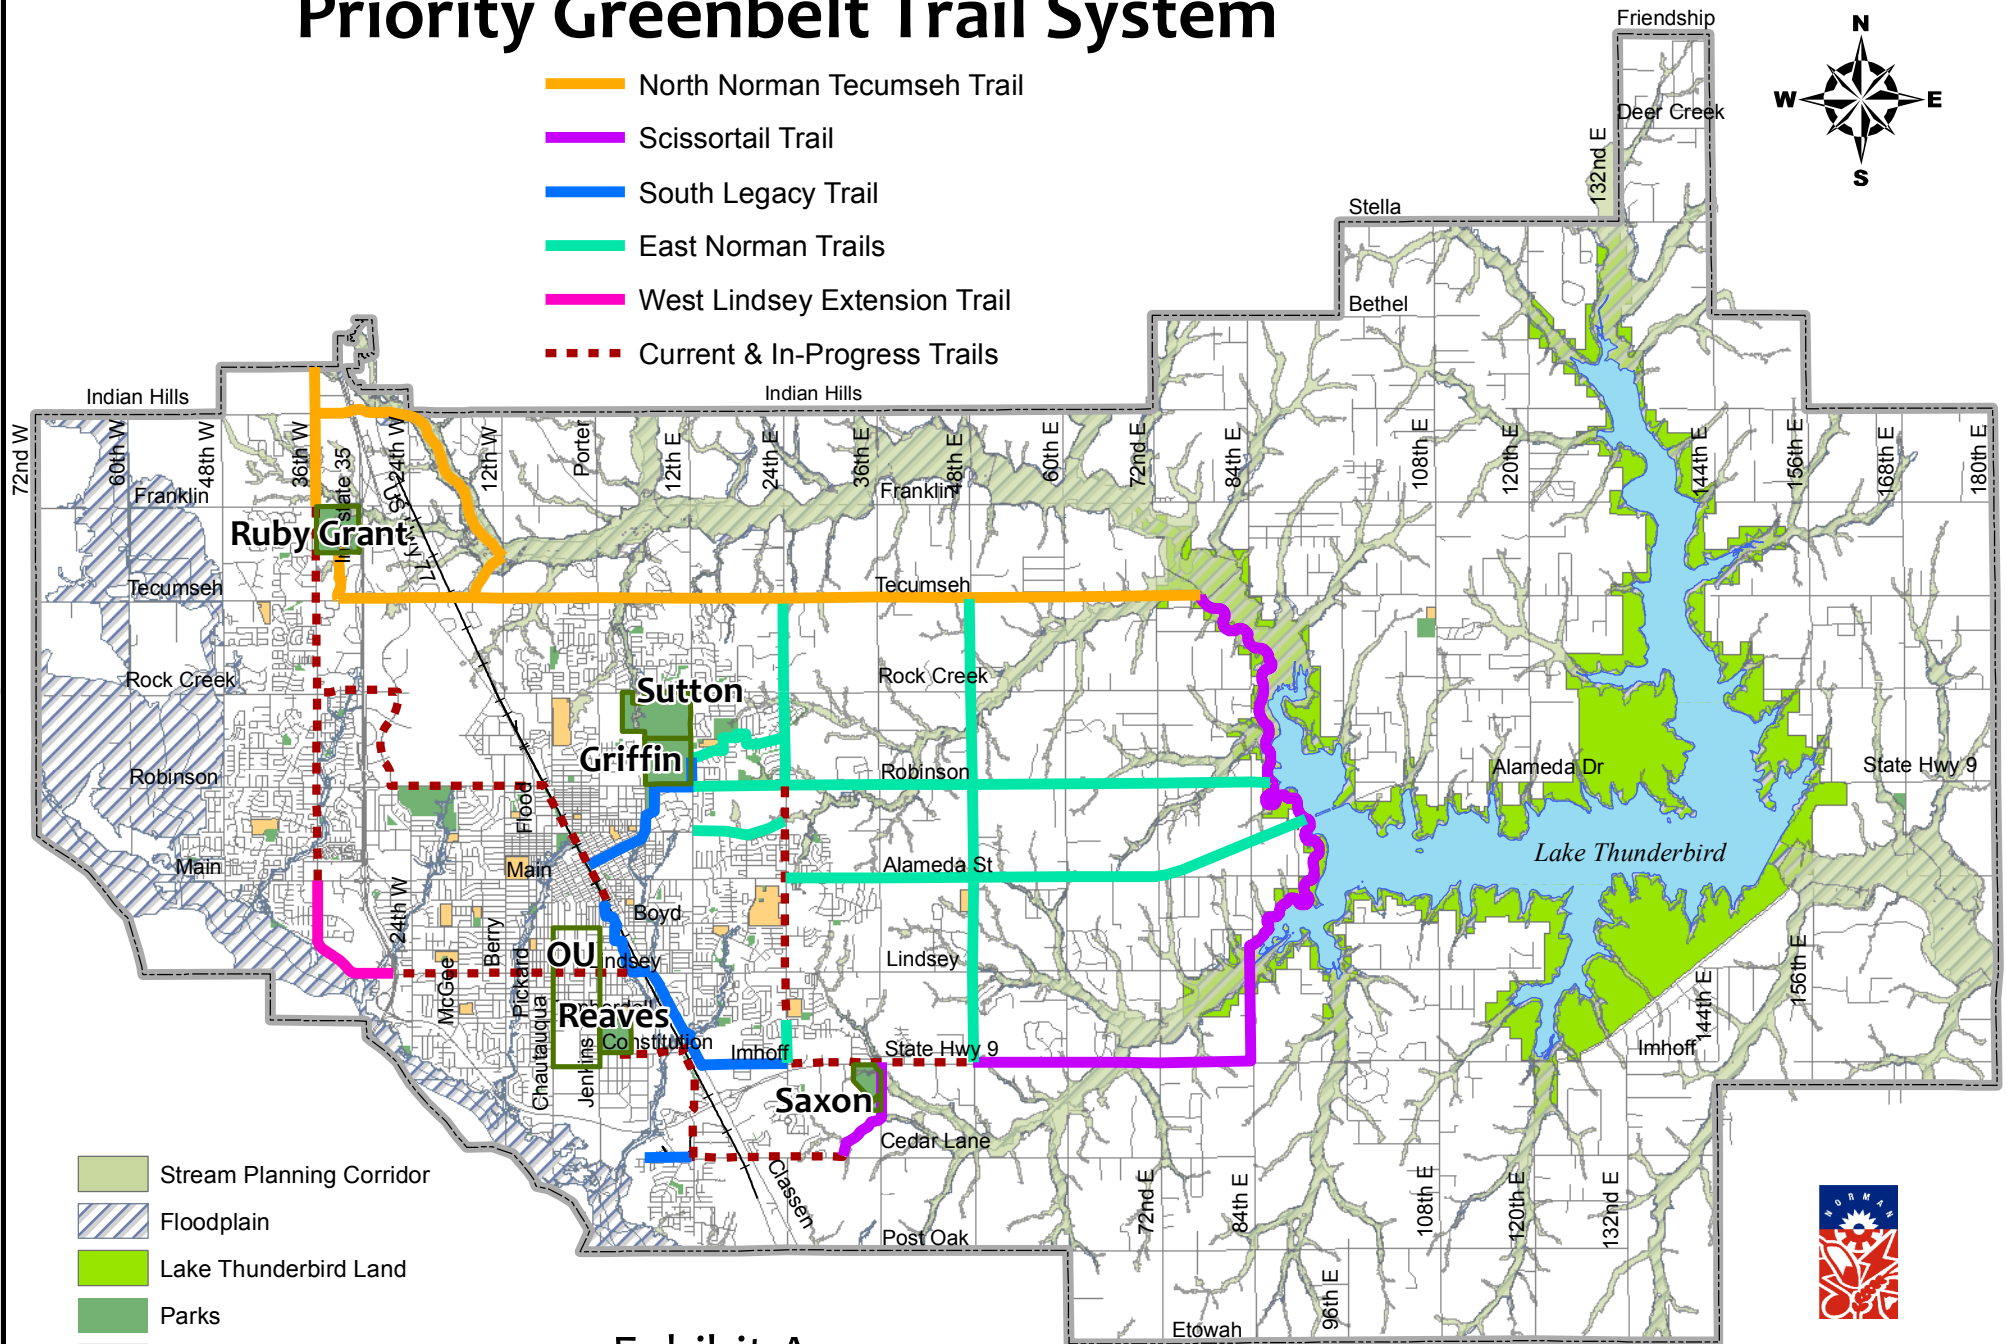 Priority Greenbelt Trail System
North Norman Tecumseh Trail
Scissortail Trail
South Legacy Trail
East Norman Trails
West Lindsey Extension Trail
Current & In-Progress Trails
N
W
E
S
Friendship
Deer Creek
132nd E
Stella
Bethel
Indian Hills
Indian Hills
72nd W
60th W
48th W
36th W
Interstate 35
24th W
US Hwy 77
12th W
Porter
12th E
24th E
36th E
48th E
60th E
72nd E
84th E
108th E
120th E
144th E
156th E
168th E
180th E
Franklin
Franklin
Ruby Grant
Tecumseh
Tecumseh
Rock Creek
Rock Creek
Sutton
Griffin
Robinson
Robinson
Alameda Dr
State Hwy 9
Flood
Main
Main
Alameda St
Lake Thunderbird
24th W
Boyd
Berry
McGee
Pickard
OU
Lindsey
Lindsey
Reaves
Constitution
Chautauqua
Jenkins
Imhoff
State Hwy 9
Imhoff
144th E
156th E
Saxon
Cedar Lane
Classen
Post Oak
72nd E
84th E
96th E
108th E
120th E
132nd E
Etowah
Stream Planning Corridor
Floodplain
Lake Thunderbird Land
Parks
Exhibit A
NORMAN